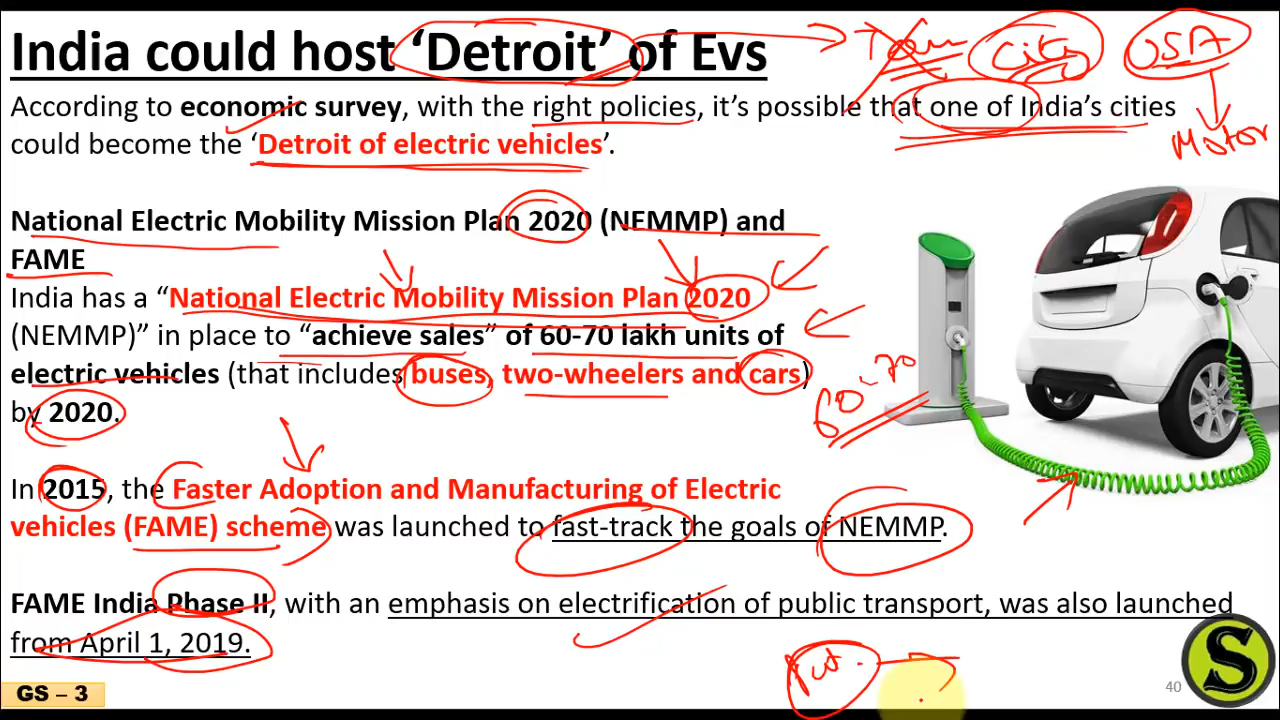 India could host ‘Detroit’ of Evs
City USA
Motor
According to economic survey, with the right policies, it’s possible that one of India’s cities
could become the ‘Detroit of electric vehicles’.
National Electric Mobility Mission Plan 2020 (NEMMP) and
FAME
India has a “National Electric Mobility Mission Plan 2020
(NEMMP)” in place to “achieve sales” of 60-70 lakh units of
electric vehicles (that includes buses, two-wheelers and cars)
by 2020.
60-70
In 2015, the Faster Adoption and Manufacturing of Electric
vehicles (FAME) scheme was launched to fast-track the goals of NEMMP.
FAME India Phase II, with an emphasis on electrification of public transport, was also launched
from April 1, 2019.
GS – 3
40
S